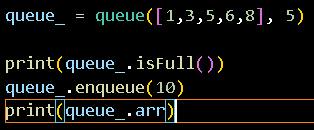 queue_ = queue([1,3,5,6,8], 5)
print(queue_.isFull())
queue_.enqueue(10)
print(queue_.arr)